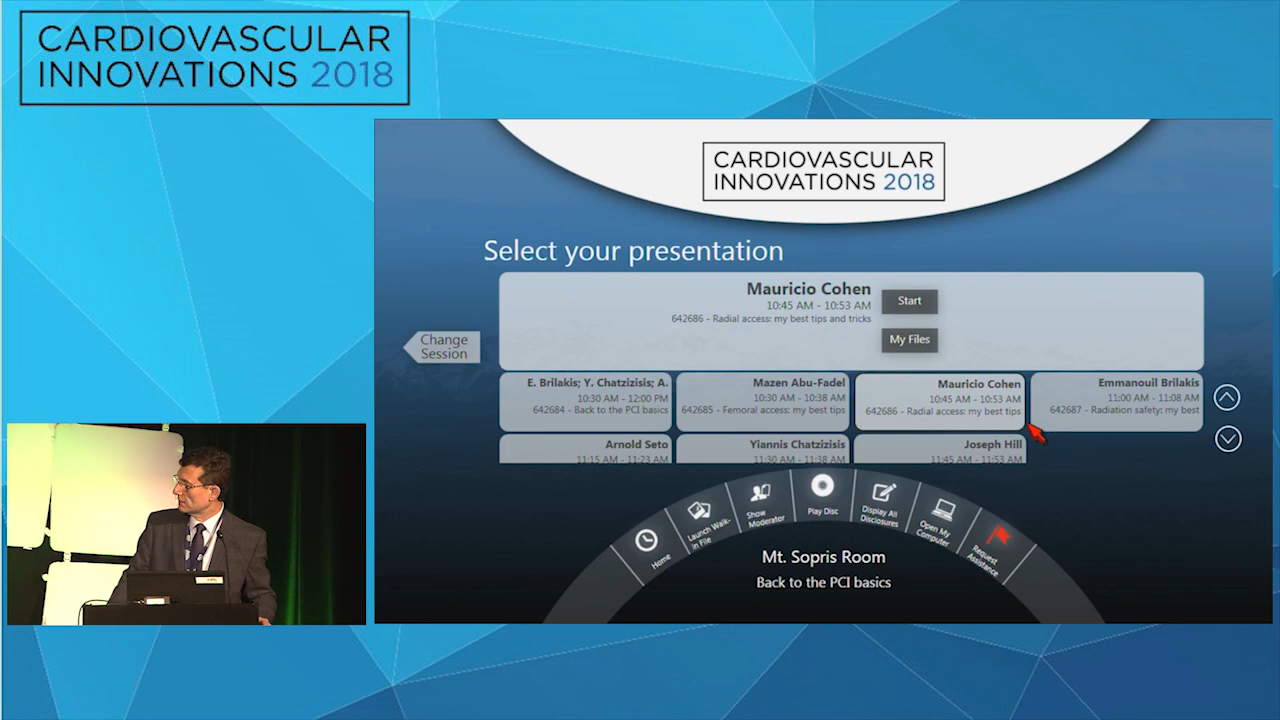 CARDIOVASCULAR
INNOVATIONS 2018
CARDIOVASCULAR
INNOVATIONS 2018
Select your presentation
Mauricio Cohen
10:45 AM - 10:53 AM
642686 - Radial access: my best tips and tricks
Start
My Files
Change
Session
E. Brilakis; Y. Chatzizisis; A.
10:30 AM - 12:00 PM
642684 - Back to the PCI basics
Mazen Abu-Fadel
10:30 AM - 10:38 AM
642685 - Femoral access: my best tips
Mauricio Cohen
10:45 AM - 10:53 AM
642686 - Radial access: my best tips
Emmanouil Brilakis
11:00 AM - 11:08 AM
642687 - Radiation safety: my best
Arnold Seto
11:15 AM - 11:23 AM
Yiannis Chatzizisis
11:30 AM - 11:38 AM
Joseph Hill
11:45 AM - 11:53 AM
Home
Launch Walk-
in File
Show
Moderator
Play Disc
Display All
Disclosures
Open My
Computer
Request
Assistance
Mt. Sopris Room
Back to the PCI basics